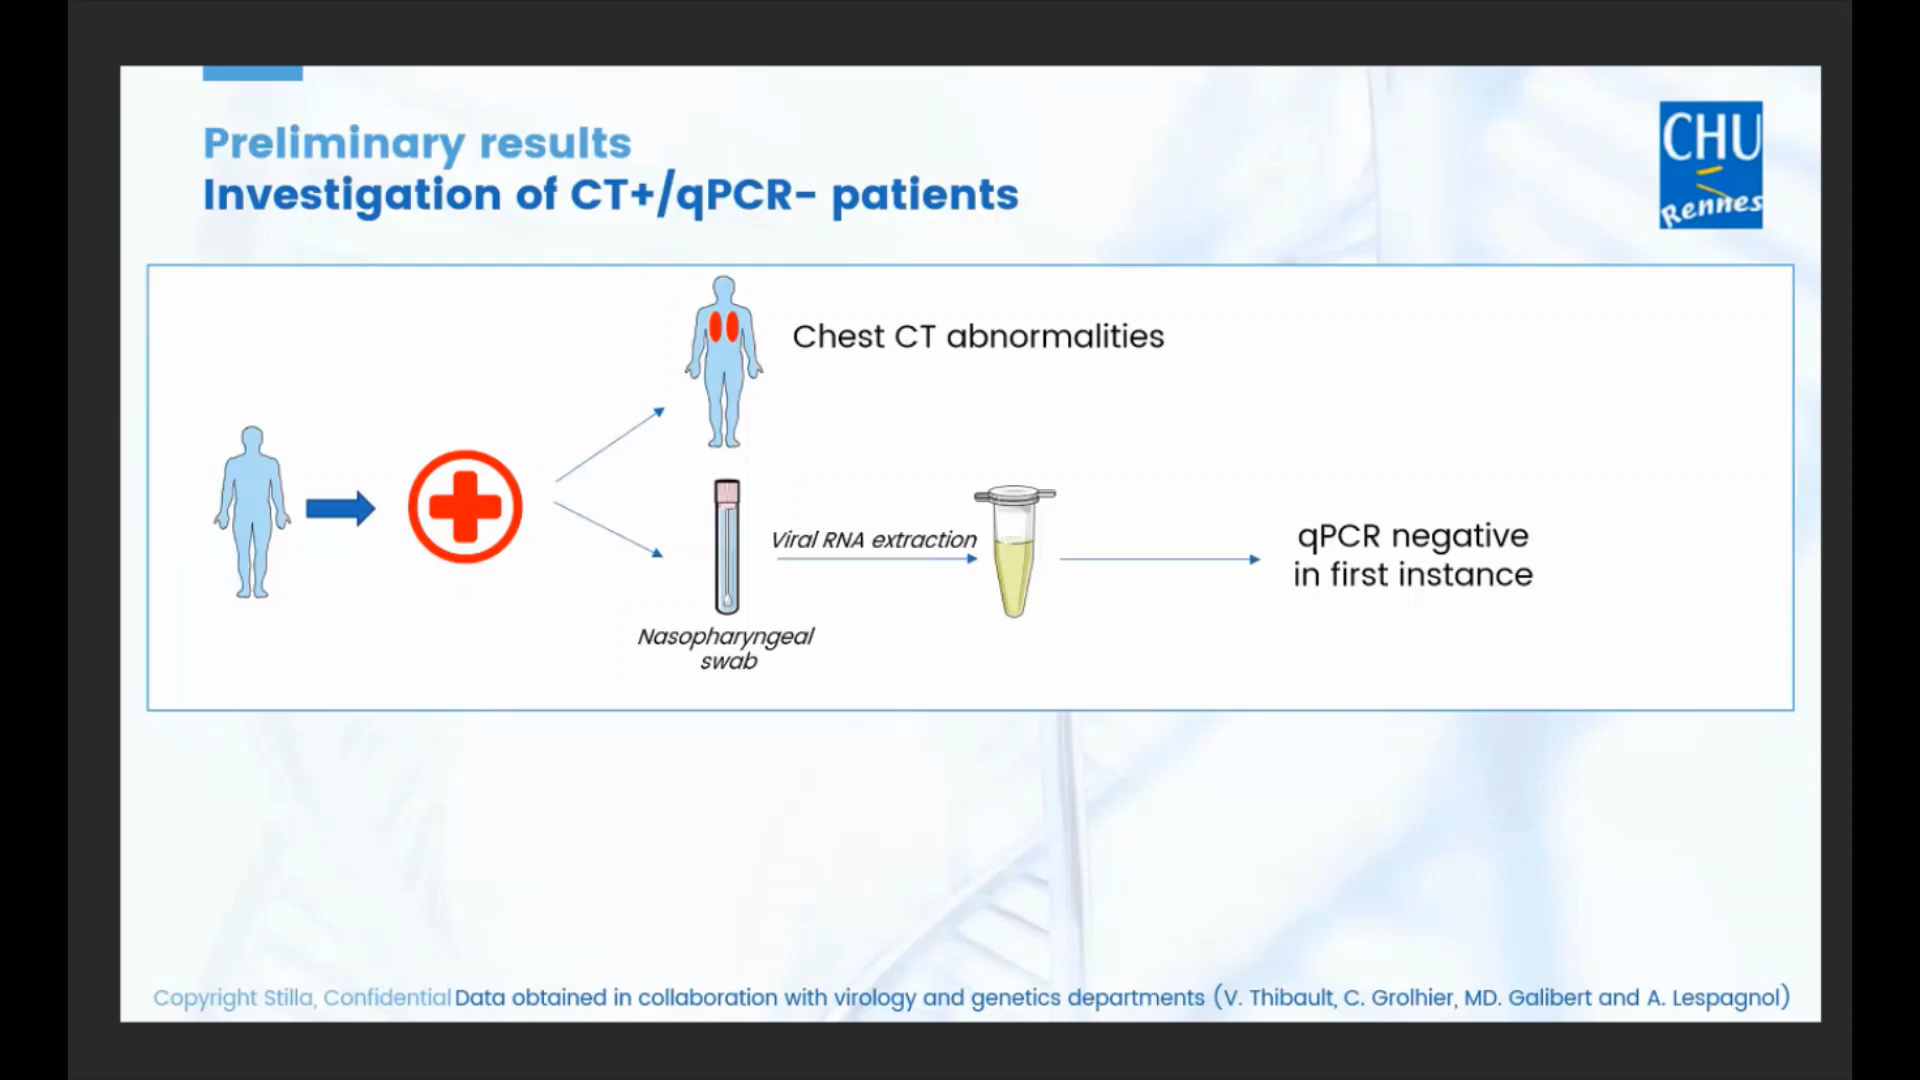 Preliminary results
Investigation of CT+/qPCR- patients
CHU
Rennes
Chest CT abnormalities
Viral RNA extraction
qPCR negative
in first instance
Nasopharyngeal
swab
Copyright Stilla, Confidential Data obtained in collaboration with virology and genetics departments (V. Thibault, C. Grolhier, MD. Galibert and A. Lespagnol)